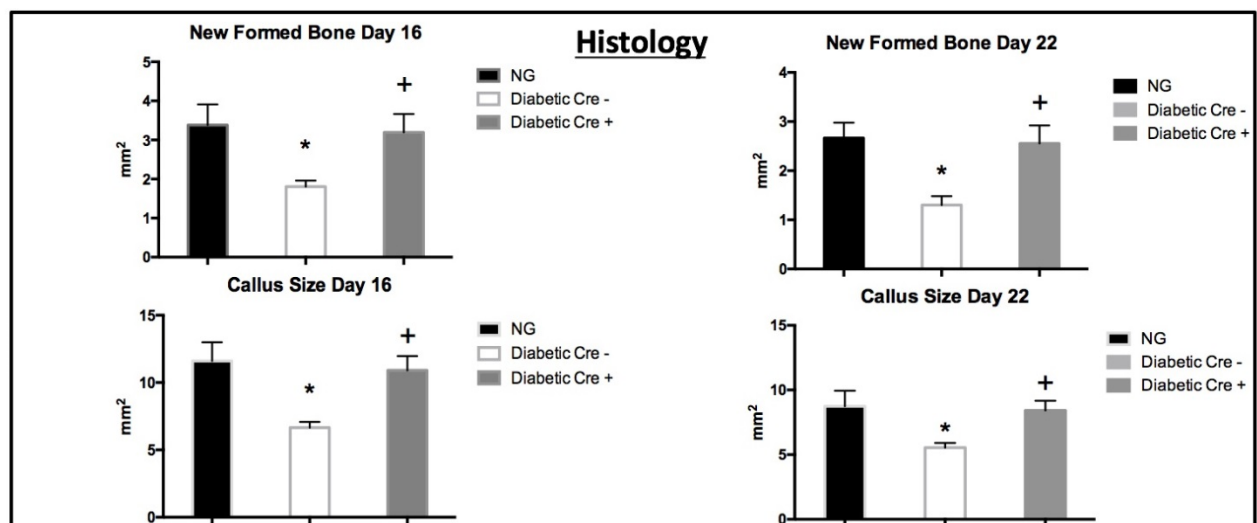 Histology
New Formed Bone Day 16
5
4
3
2
1
0
mm²
*
+
NG
Diabetic Cre -
Diabetic Cre +
New Formed Bone Day 22
4
3
2
1
0
mm²
*
+
NG
Diabetic Cre -
Diabetic Cre +
Callus Size Day 16
15
10
5
0
mm²
*
+
NG
Diabetic Cre -
Diabetic Cre +
Callus Size Day 22
15
10
5
0
mm²
*
+
NG
Diabetic Cre -
Diabetic Cre +